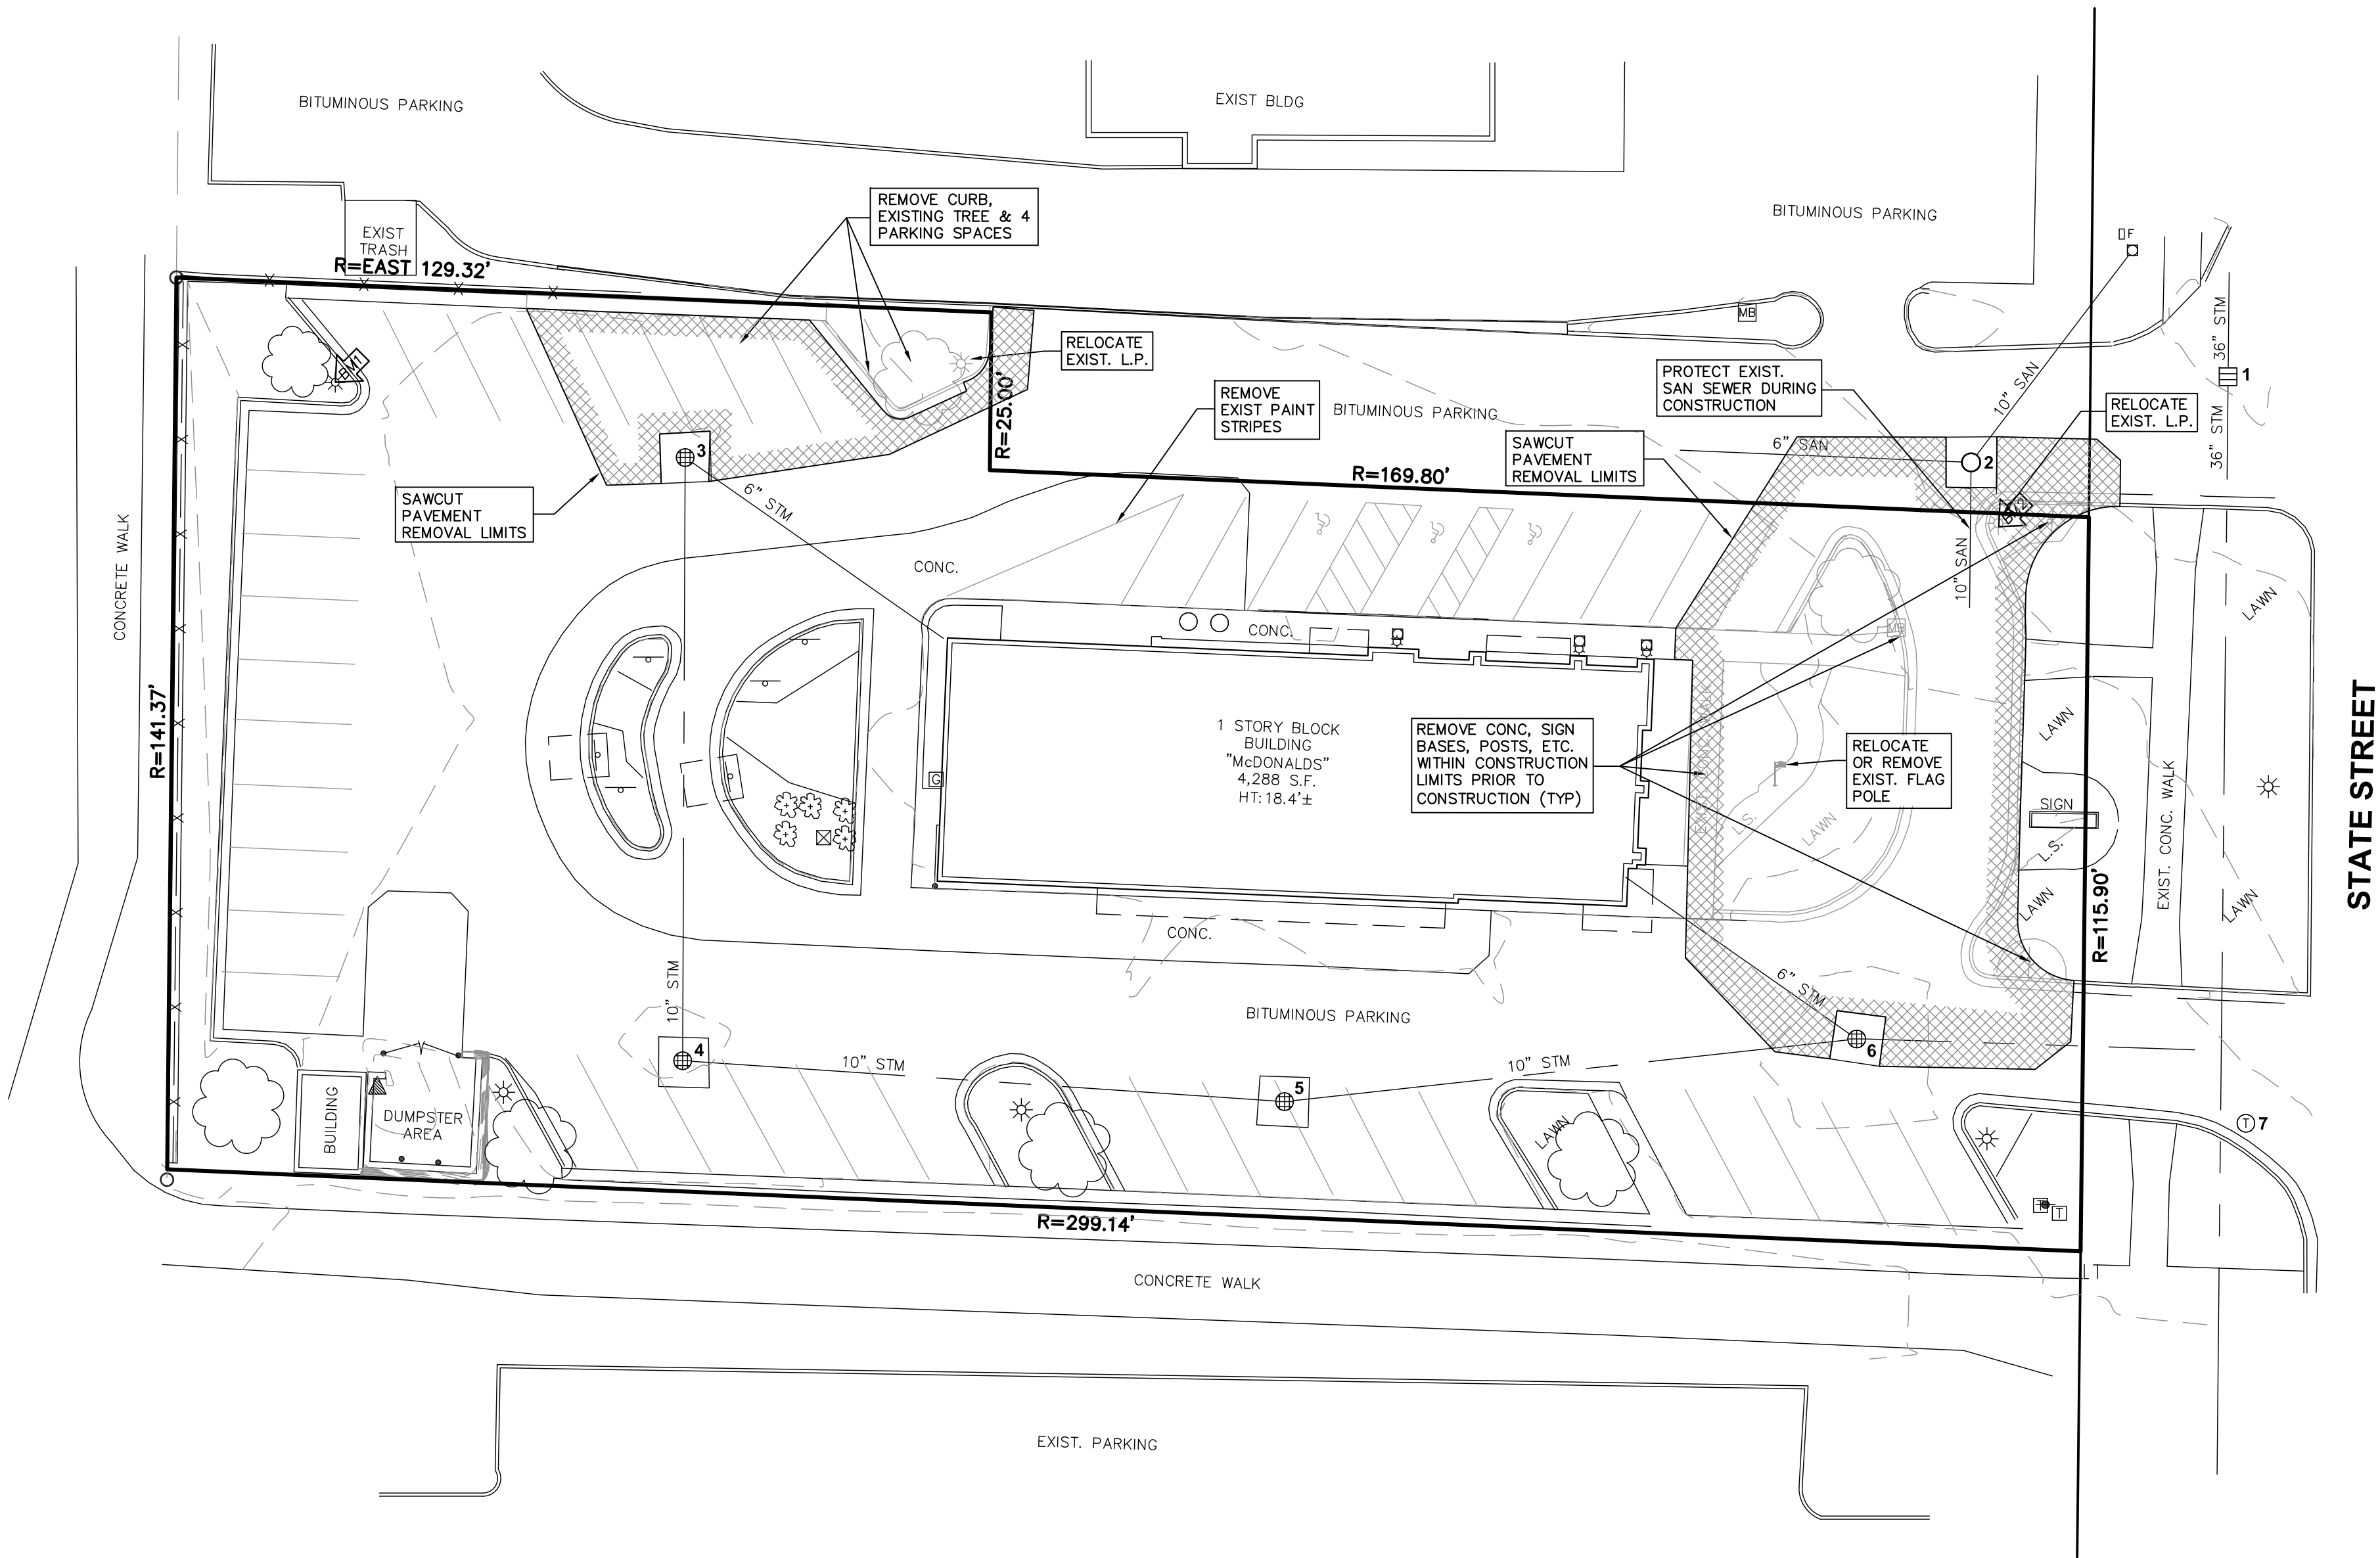 BITUMINOUS PARKING
EXIST BLDG
BITUMINOUS PARKING
REMOVE CURB,
EXISTING TREE & 4
PARKING SPACES
EXIST
TRASH
R=EAST 129.32'
F
MB
36" STM
1
36" STM
10" SAN
BM1
RELOCATE
EXIST. L.P.
R=25.00'
REMOVE
EXIST PAINT
STRIPES
BITUMINOUS PARKING
PROTECT EXIST.
SAN SEWER DURING
CONSTRUCTION
RELOCATE
EXIST. L.P.
SAWCUT
PAVEMENT
REMOVAL LIMITS
6" SAN
2
3
6" STM
R=169.80'
SAWCUT
PAVEMENT
REMOVAL LIMITS
BM2
10" SAN
CONCRETE WALK
CONC.
CONC.
MB
LAWN
R=141.37'
1 STORY BLOCK
BUILDING
"McDONALDS"
4,288 S.F.
HT: 18.4'±
G
REMOVE CONC, SIGN
BASES, POSTS, ETC.
WITHIN CONSTRUCTION
LIMITS PRIOR TO
CONSTRUCTION (TYP)
RELOCATE
OR REMOVE
EXIST. FLAG
POLE
L.S.
LAWN
LAWN
SIGN
L.S.
LAWN
EXIST. CONC. WALK
LAWN
R=115.90'
STATE STREET
CONC.
10" STM
BITUMINOUS PARKING
6" STM
4
10" STM
5
10" STM
6
BUILDING
DUMPSTER
AREA
LAWN
T 7
T
T
R=299.14'
CONCRETE WALK
EXIST. PARKING